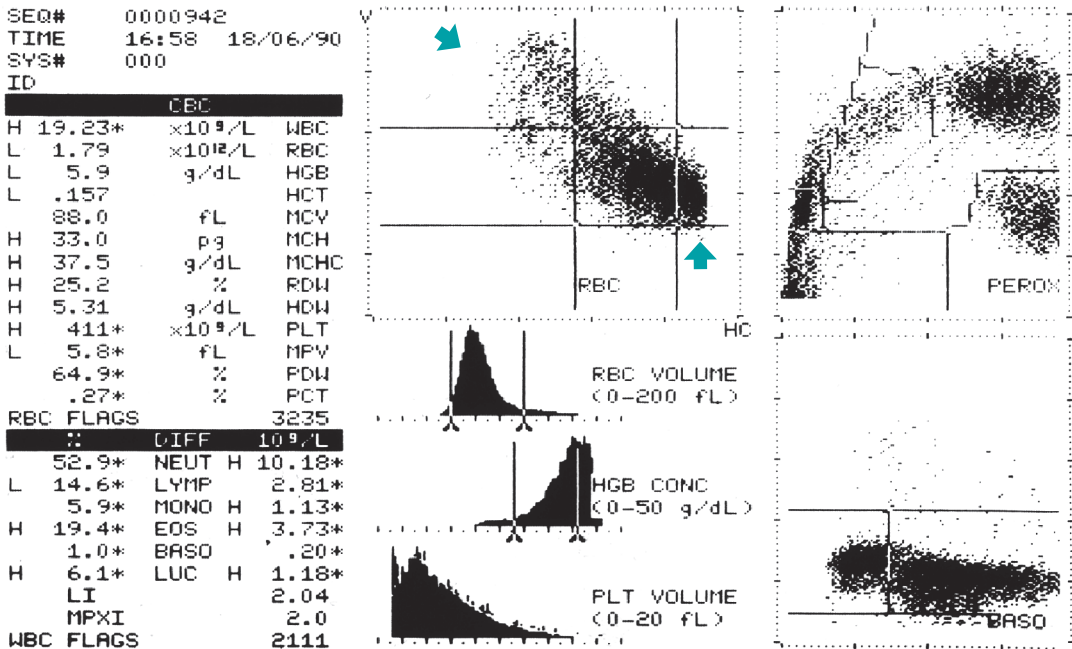 SEQ# 0000942
TIME 16:58 18/06/90
SYS# 000
ID
CBC
H 19.23* x10⁹/L WBC
L 1.79 x10¹²/L RBC
L 5.9 g/dL HGB
L .157 HCT
88.0 fL MCV
H 33.0 pg MCH
H 37.5 g/dL MCHC
H 25.2 % RDW
H 5.31 g/dL HDW
H 411* x10⁹/L PLT
L 5.8* fL MPV
64.9* % PDW
.27* % PCT
RBC FLAGS 3235
% DIFF 10⁹/L
52.9* NEUT H 10.18*
L 14.6* LYMP 2.81*
5.9* MONO H 1.13*
H 19.4* EOS H 3.73*
1.0* BASO .20*
H 6.1* LUC H 1.18*
LI 2.04
MPXI 2.0
WBC FLAGS 2111
V
RBC
HC
RBC VOLUME
(0-200 fL)
HGB CONC
(0-50 g/dL)
PLT VOLUME
(0-20 fL)
PEROX
BASO